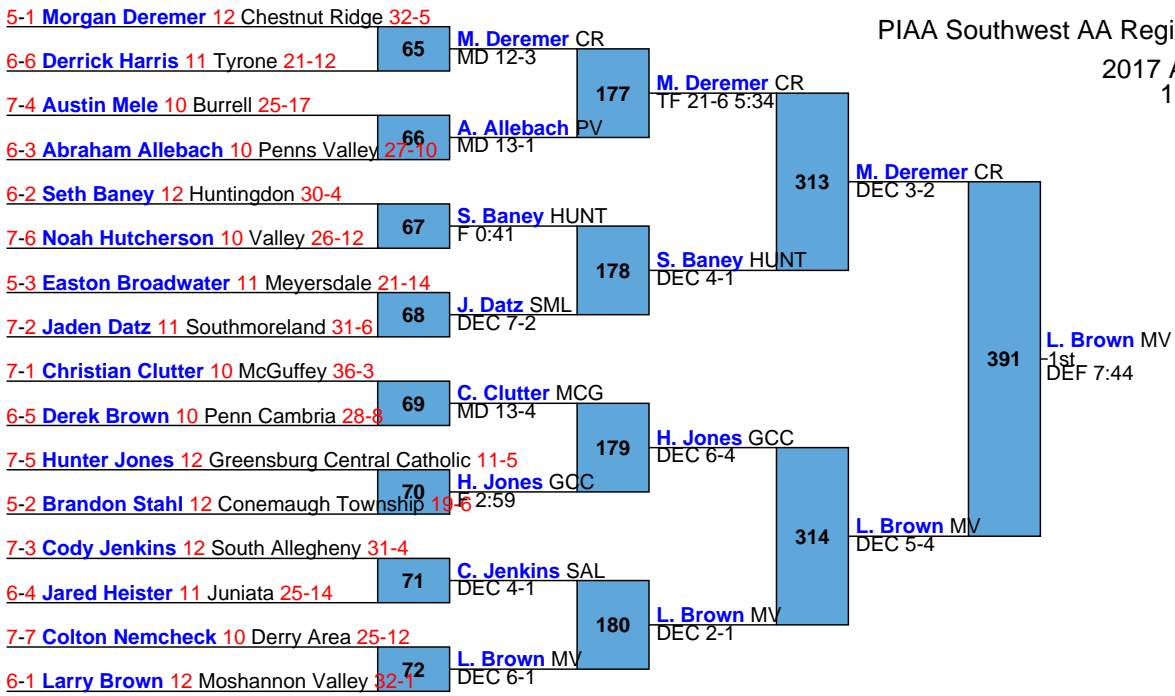 5-1 Morgan Deremer 12 Chestnut Ridge 32-5
65
6-6 Derrick Harris 11 Tyrone 21-12
7-4 Austin Mele 10 Burrell 25-17
66
6-3 Abraham Allebach 10 Penns Valley 27-10
6-2 Seth Baney 12 Huntingdon 30-4
67
7-6 Noah Hutcherson 10 Valley 26-12
5-3 Easton Broadwater 11 Meyersdale 21-14
68
7-2 Jaden Datz 11 Southmoreland 31-6
7-1 Christian Clutter 10 McGuffey 36-3
69
6-5 Derek Brown 10 Penn Cambria 28-8
7-5 Hunter Jones 12 Greensburg Central Catholic 11-5
70
5-2 Brandon Stahl 12 Conemaugh Township 19-6
7-3 Cody Jenkins 12 South Allegheny 31-4
71
6-4 Jared Heister 11 Juniata 25-14
7-7 Colton Nemcheck 10 Derry Area 25-12
72
6-1 Larry Brown 12 Moshannon Valley 32-1
M. Deremer CR
MD 12-3
177
A. Allebach PV
MD 13-1
S. Baney HUNT
F 0:41
178
J. Datz SML
DEC 7-2
C. Clutter MCG
MD 13-4
179
H. Jones GCC
F 2:59
C. Jenkins SAL
DEC 4-1
180
L. Brown MV
DEC 6-1
M. Deremer CR
TF 21-6 5:34
313
S. Baney HUNT
DEC 4-1
H. Jones GCC
DEC 6-4
314
L. Brown MV
DEC 2-1
M. Deremer CR
DEC 3-2
391
L. Brown MV
DEC 5-4
L. Brown MV
1st
DEF 7:44
PIAA Southwest AA Regi
2017 A
1